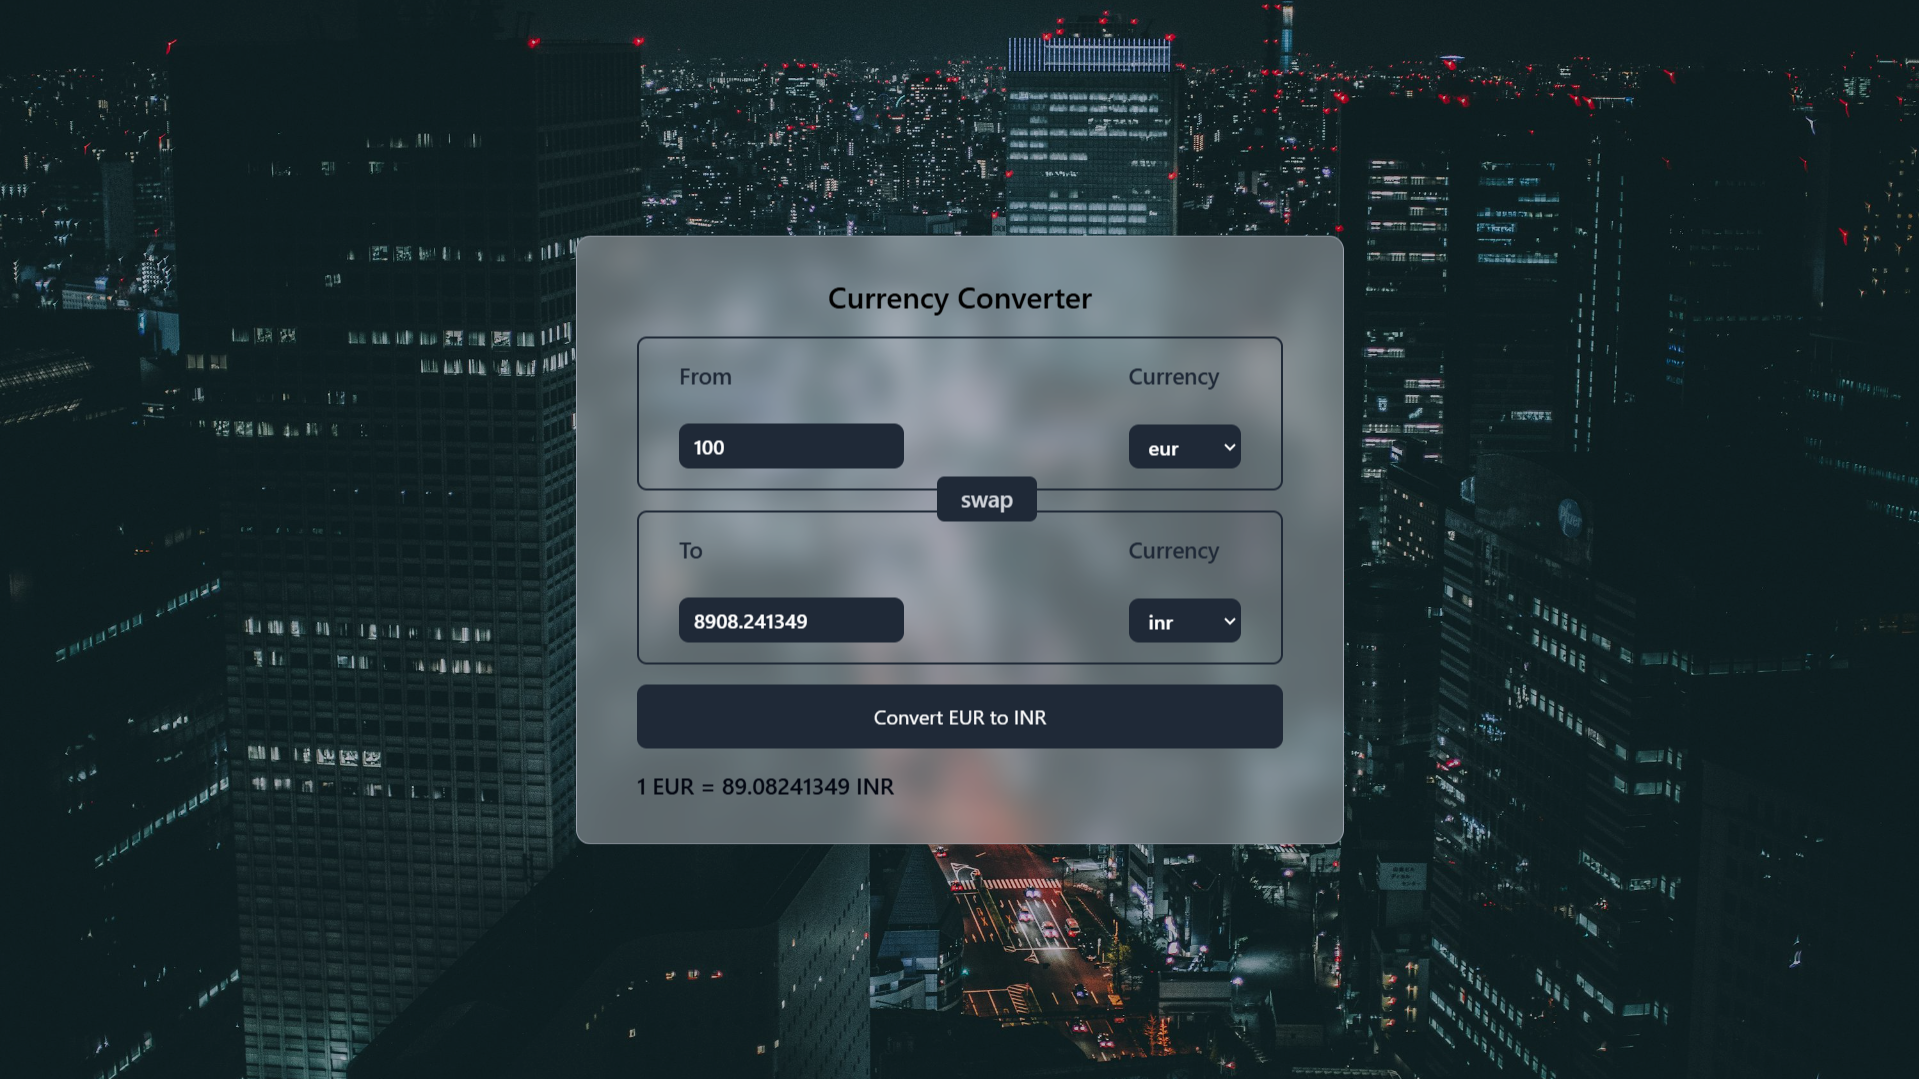 Currency Converter
From
Currency
100
eur
swap
To
Currency
8908.241349
inr
Convert EUR to INR
1 EUR = 89.08241349 INR
Pfizer